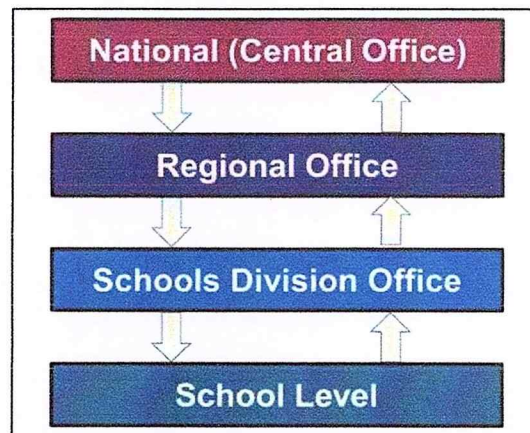 National (Central Office)
Regional Office
Schools Division Office
School Level